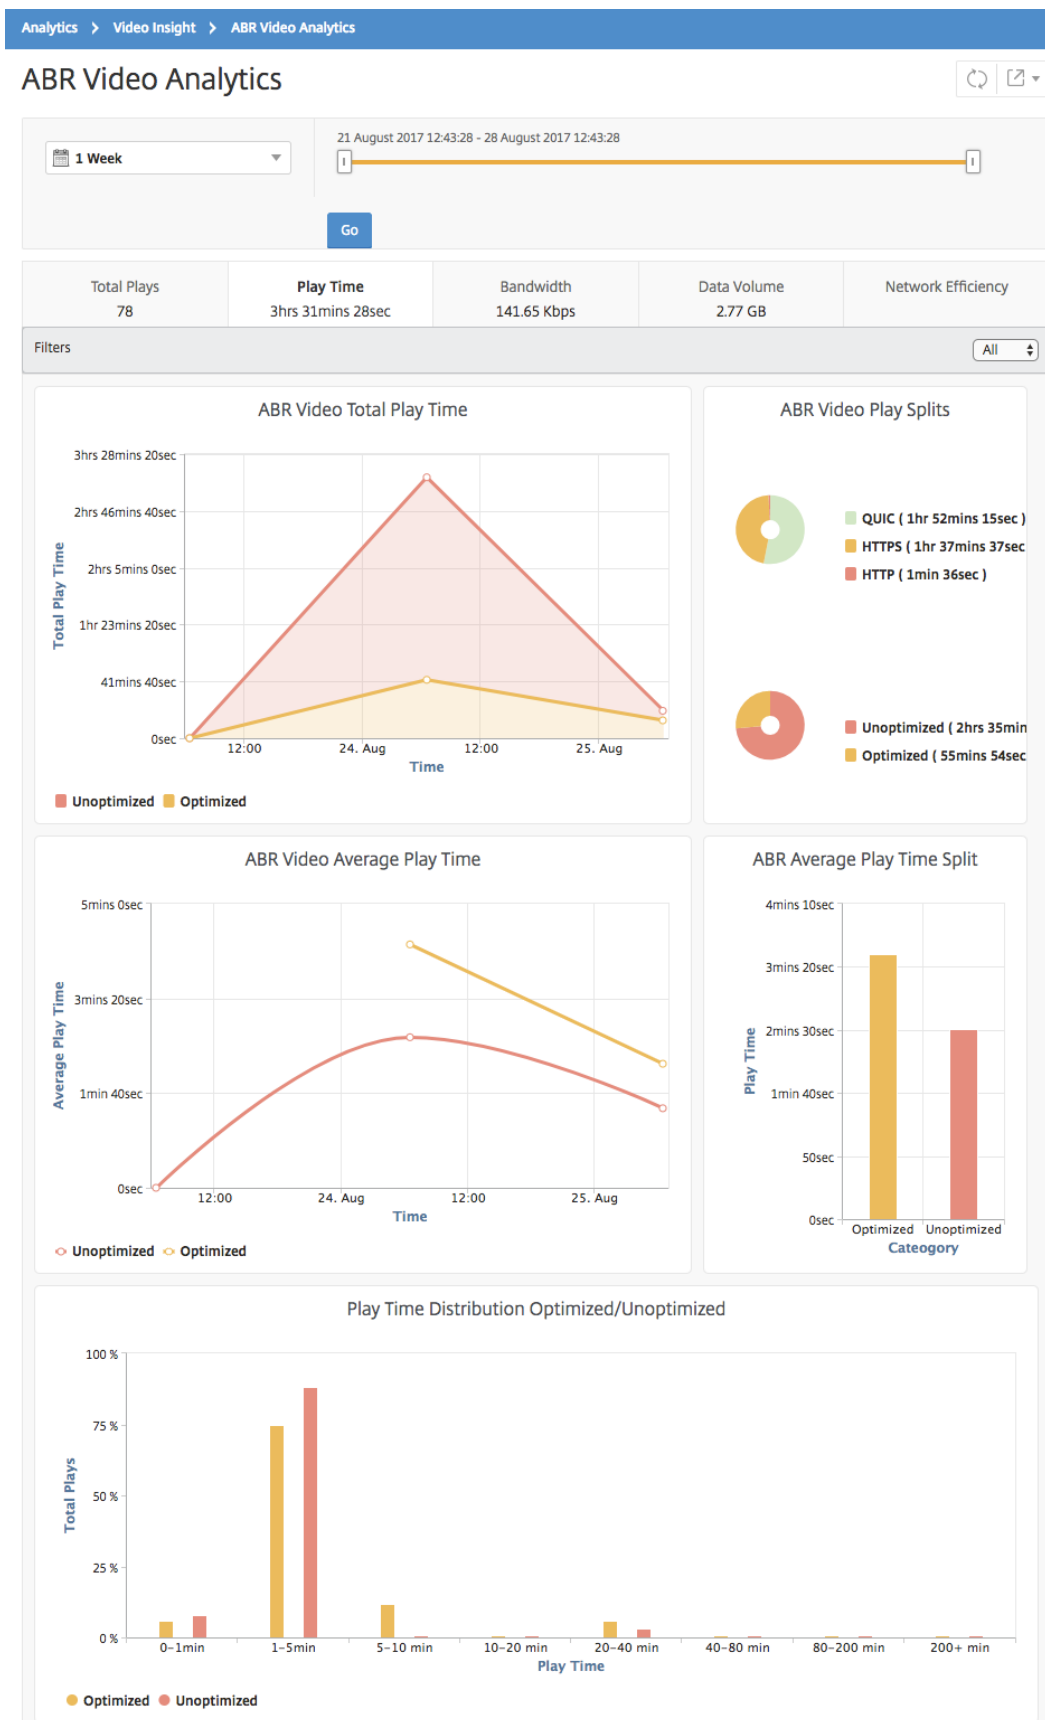 Analytics > Video Insight > ABR Video Analytics
ABR Video Analytics
1 Week
21 August 2017 12:43:28 - 28 August 2017 12:43:28
Go
Total Plays
78
Play Time
3hrs 31mins 28sec
Bandwidth
141.65 Kbps
Data Volume
2.77 GB
Network Efficiency
Filters
All
ABR Video Total Play Time
3hrs 28mins 20sec
2hrs 46mins 40sec
2hrs 5mins 0sec
1hr 23mins 20sec
41mins 40sec
0sec
Total Play Time
12:00
24. Aug
12:00
25. Aug
Time
Unoptimized Optimized
ABR Video Play Splits
QUIC ( 1hr 52mins 15sec )
HTTPS ( 1hr 37mins 37sec
HTTP ( 1min 36sec )
Unoptimized ( 2hrs 35min
Optimized ( 55mins 54sec
ABR Video Average Play Time
5mins 0sec
3mins 20sec
1min 40sec
0sec
Average Play Time
12:00
24. Aug
12:00
25. Aug
Time
Unoptimized Optimized
ABR Average Play Time Split
4mins 10sec
3mins 20sec
2mins 30sec
1min 40sec
50sec
0sec
Play Time
Optimized Unoptimized
Cateogory
Play Time Distribution Optimized/Unoptimized
100 %
75 %
50 %
25 %
0 %
Total Plays
0-1min
1-5min
5-10 min
10-20 min
20-40 min
40-80 min
80-200 min
200+ min
Play Time
Optimized Unoptimized